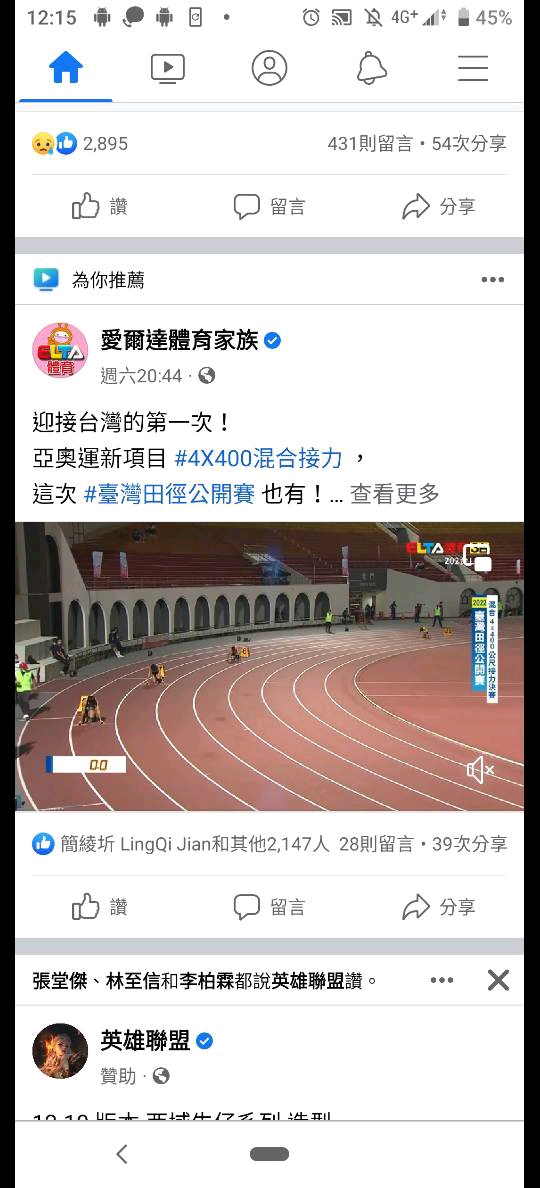 12:15
4G+
45%
2,895
431則留言・54次分享
讚
留言
分享
為你推薦
ELTA
體育
愛爾達體育家族
週六20:44 ·
迎接台灣的第一次！
亞奧運新項目 #4X400混合接力 ，
這次 #臺灣田徑公開賽 也有！... 查看更多
ELTA
2022
臺灣田徑公開賽
混合4x400公尺接力決賽
0.0
簡綾圻 LingQi Jian和其他2,147人
28則留言・39次分享
讚
留言
分享
張堂傑、林至信和李柏霖都說英雄聯盟讚。
英雄聯盟
贊助 ·